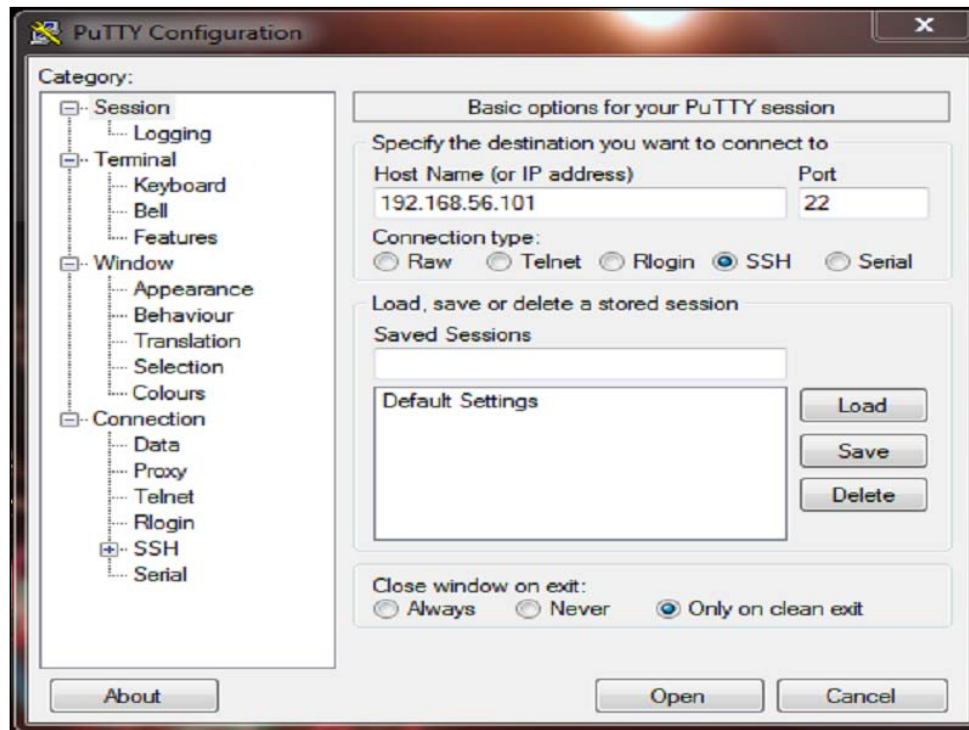 PuTTY Configuration
Category:
Session
Logging
Terminal
Keyboard
Bell
Features
Window
Appearance
Behaviour
Translation
Selection
Colours
Connection
Data
Proxy
Telnet
Rlogin
SSH
Serial
Basic options for your PuTTY session
Specify the destination you want to connect to
Host Name (or IP address) Port
192.168.56.101 22
Connection type:
Raw Telnet Rlogin SSH Serial
Load, save or delete a stored session
Saved Sessions
Default Settings
Load
Save
Delete
Close window on exit:
Always Never Only on clean exit
About Open Cancel